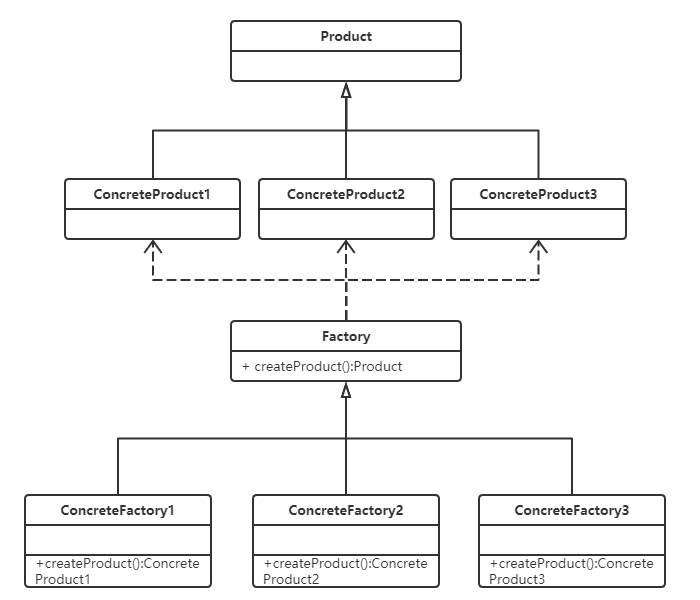 Product
ConcreteProduct1
ConcreteProduct2
ConcreteProduct3
Factory
+ createProduct():Product
ConcreteFactory1
+createProduct():Concrete
Product1
ConcreteFactory2
+createProduct():Concrete
Product2
ConcreteFactory3
+createProduct():Concrete
Product3